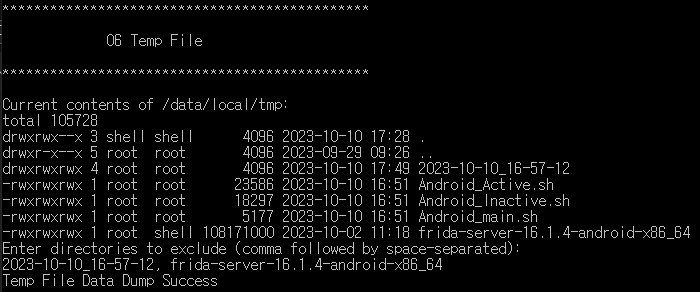 **********************************************
06 Temp File
**********************************************
Current contents of /data/local/tmp:
total 105728
drwxrwx--x 3 shell shell 4096 2023-10-10 17:28 .
drwxr-x--x 5 root root 4096 2023-09-29 09:26 ..
drwxrwxrwx 4 root root 4096 2023-10-10 17:49 2023-10-10_16-57-12
-rwxrwxrwx 1 root root 23586 2023-10-10 16:51 Android_Active.sh
-rwxrwxrwx 1 root root 18297 2023-10-10 16:51 Android_Inactive.sh
-rwxrwxrwx 1 root root 5177 2023-10-10 16:51 Android_main.sh
-rwxrwxrwx 1 root shell 108171000 2023-10-02 11:18 frida-server-16.1.4-android-x86_64
Enter directories to exclude (comma followed by space-separated):
2023-10-10_16-57-12, frida-server-16.1.4-android-x86_64
Temp File Data Dump Success